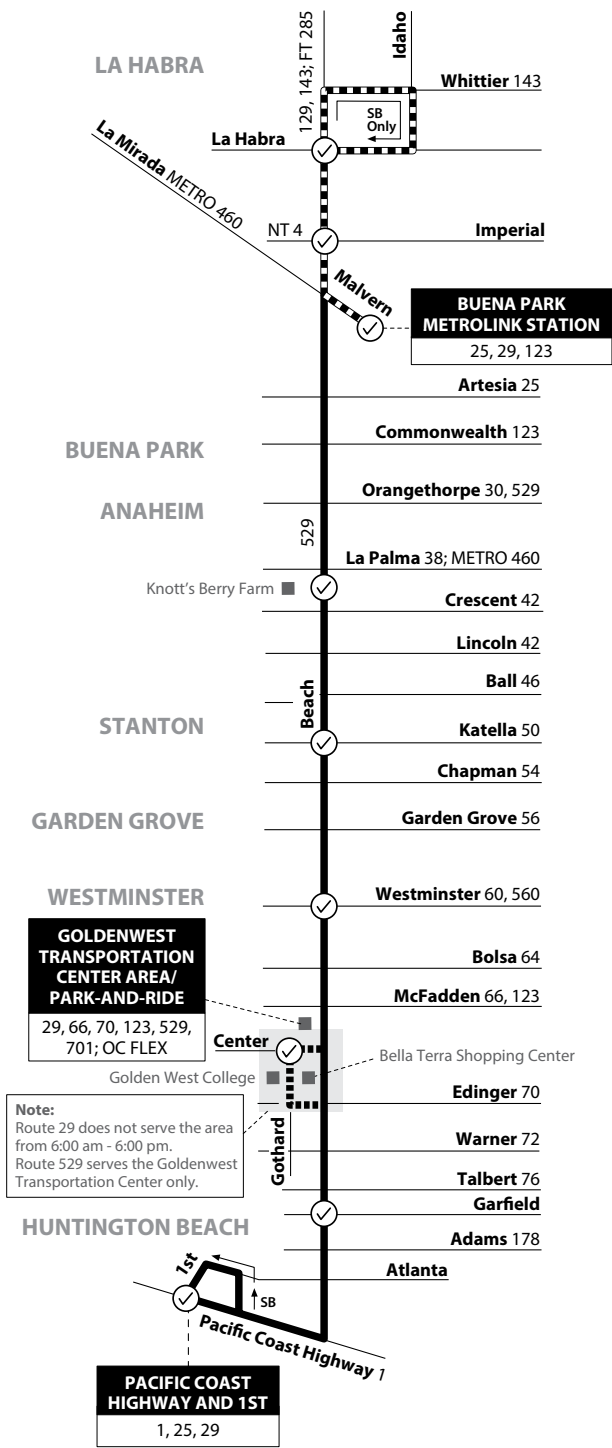 129, 143; FT 285
Idaho
LA HABRA
Whittier 143
SB
Only
La Habra
La Mirada METRO 460
NT 4
Imperial
Malvern
BUENA PARK
METROLINK STATION
25, 29, 123
Artesia 25
Commonwealth 123
BUENA PARK
Orangethorpe 30, 529
ANAHEIM
529
La Palma 38; METRO 460
Knott's Berry Farm
Crescent 42
Lincoln 42
Ball 46
Beach
STANTON
Katella 50
Chapman 54
GARDEN GROVE
Garden Grove 56
WESTMINSTER
Westminster 60, 560
GOLDENWEST
TRANSPORTATION
CENTER AREA/
PARK-AND-RIDE
29, 66, 70, 123, 529,
701; OC FLEX
Bolsa 64
McFadden 66, 123
Center
Bella Terra Shopping Center
Golden West College
Edinger 70
Note:
Route 29 does not serve the area
from 6:00 am - 6:00 pm.
Route 529 serves the Goldenwest
Transportation Center only.
Gothard
Warner 72
Talbert 76
Garfield
HUNTINGTON BEACH
Adams 178
1st
Atlanta
SB
Pacific Coast Highway 1
PACIFIC COAST
HIGHWAY AND 1ST
1, 25, 29